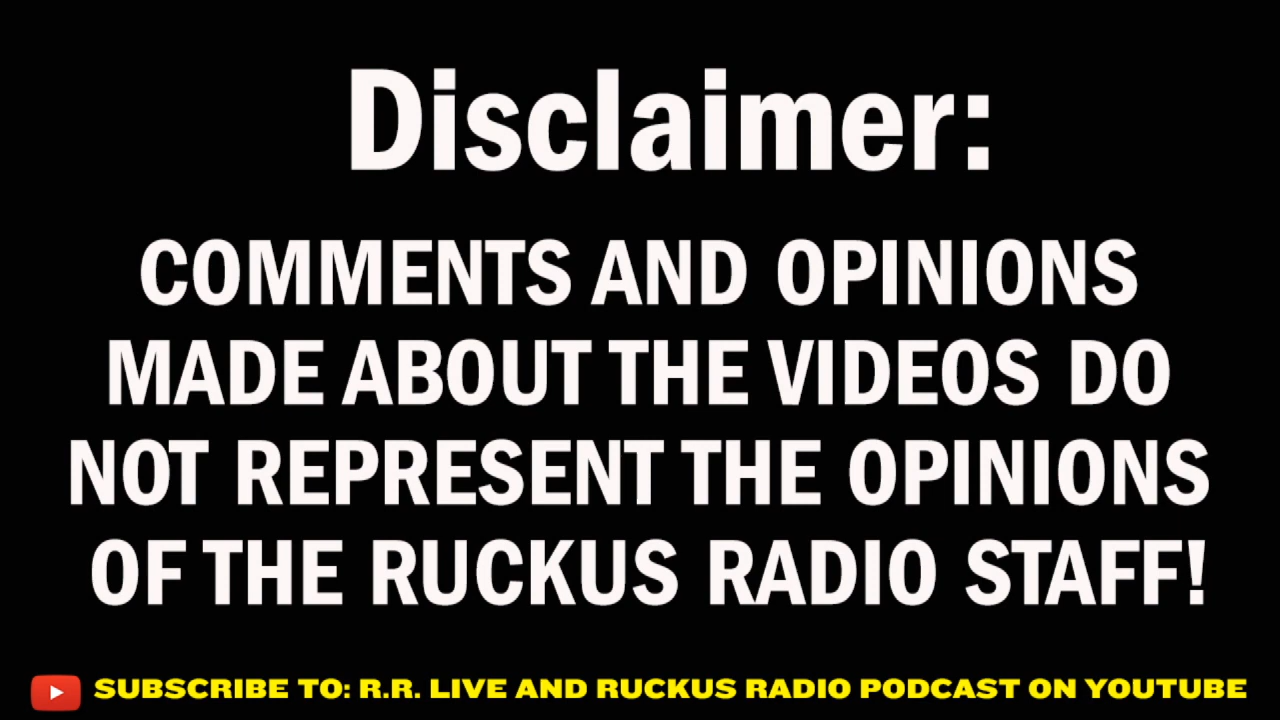 Disclaimer:
COMMENTS AND OPINIONS
MADE ABOUT THE VIDEOS DO
NOT REPRESENT THE OPINIONS
OF THE RUCKUS RADIO STAFF!
SUBSCRIBE TO: R.R. LIVE AND RUCKUS RADIO PODCAST ON YOUTUBE